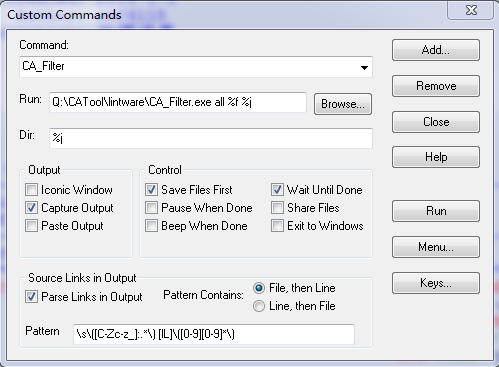 Custom Commands
Command:
CA_Filter
Add...
Remove
Run: Q:\CATool\lintware\CA_Filter.exe all %f %j
Browse...
Close
Dir: %j
Help
Output
Control
Iconic Window
Save Files First
Wait Until Done
Capture Output
Pause When Done
Share Files
Run
Paste Output
Beep When Done
Exit to Windows
Menu...
Source Links in Output
Keys...
Parse Links in Output
Pattern Contains:
File, then Line
Line, then File
Pattern \s\([C-Zc-z_]:.*\) [IL]\([0-9][0-9]*\)